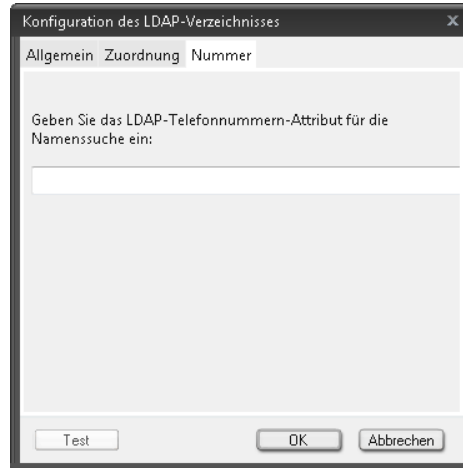 Konfiguration des LDAP-Verzeichnisses X
Allgemein Zuordnung Nummer
Geben Sie das LDAP-Telefonnummern-Attribut für die
Namenssuche ein:
Test OK Abbrechen